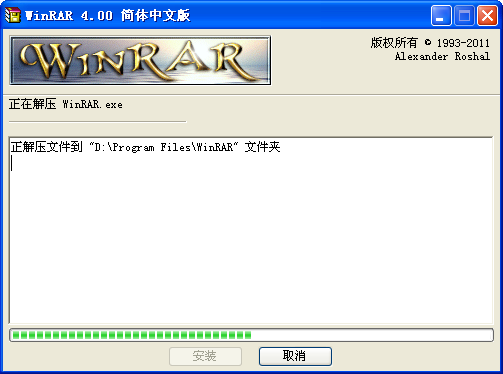 WinRAR 4.00 简体中文版
WINRAR
版权所有 © 1993-2011
Alexander Roshal
正在解压 WinRAR.exe
正解压文件到 "D:\Program Files\WinRAR" 文件夹
安装
取消